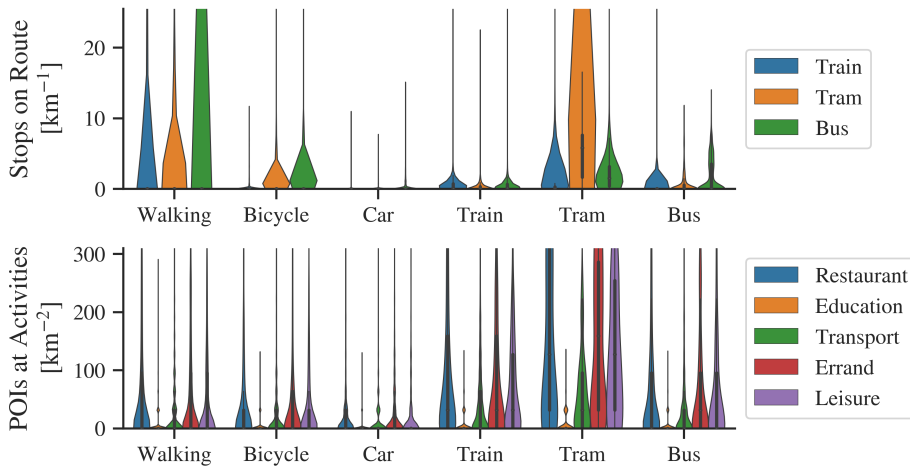 Stops on Route
[km⁻¹]
20
10
0
Walking Bicycle Car Train Tram Bus
Train
Tram
Bus
POIs at Activities
[km⁻²]
300
200
100
0
Walking Bicycle Car Train Tram Bus
Restaurant
Education
Transport
Errand
Leisure